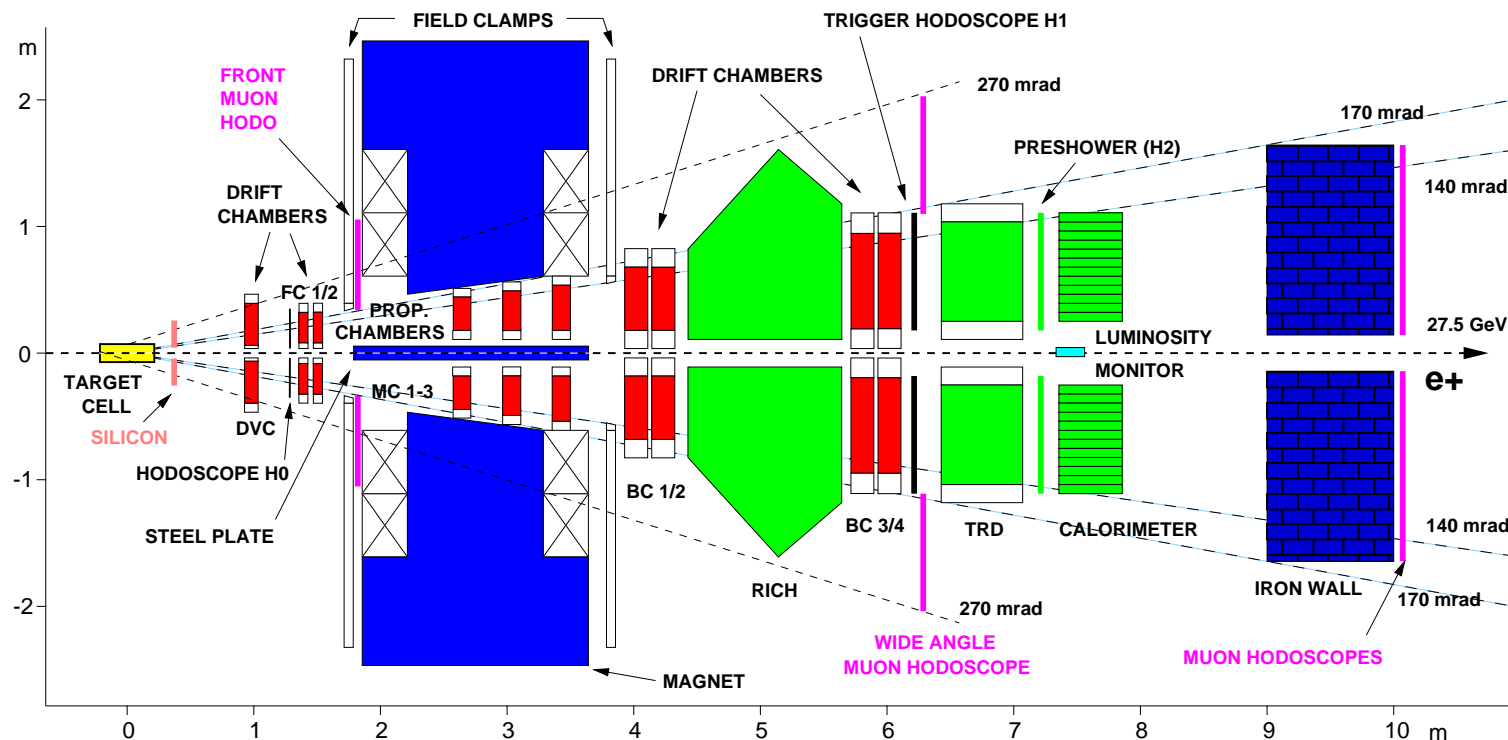 FIELD CLAMPS
TRIGGER HODOSCOPE H1
m
FRONT
MUON
HODO
DRIFT CHAMBERS
270 mrad
2
170 mrad
PRESHOWER (H2)
DRIFT
CHAMBERS
140 mrad
1
FC 1/2
PROP.
CHAMBERS
27.5 GeV
LUMINOSITY
0
MONITOR
TARGET
CELL
MC 1-3
e+
SILICON
DVC
HODOSCOPE H0
-1
BC 1/2
STEEL PLATE
BC 3/4
TRD
CALORIMETER
140 mrad
RICH
IRON WALL
170 mrad
-2
270 mrad
WIDE ANGLE
MUON HODOSCOPE
MUON HODOSCOPES
MAGNET
0
1
2
3
4
5
6
7
8
9
10
m